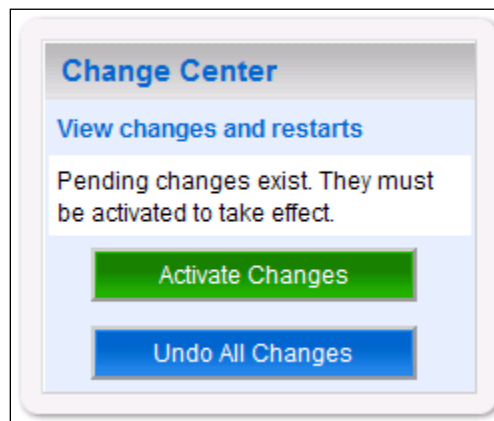 Change Center
View changes and restarts
Pending changes exist. They must
be activated to take effect.
Activate Changes
Undo All Changes